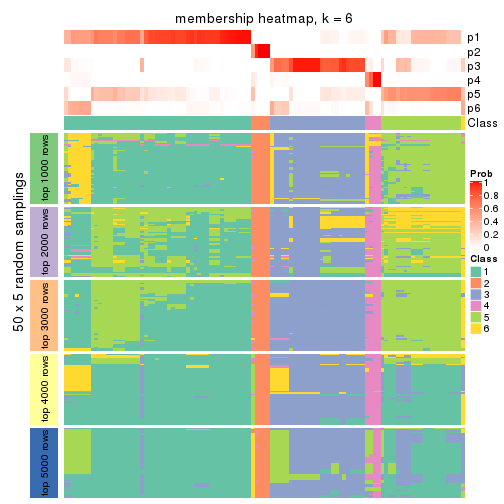 membership heatmap, k = 6
p1
p2
p3
p4
p5
p6
Class
50 x 5 random samplings
top 1000 rows
top 2000 rows
top 3000 rows
top 4000 rows
top 5000 rows
Prob
1
0.8
0.6
0.4
0.2
0
Class
1
2
3
4
5
6